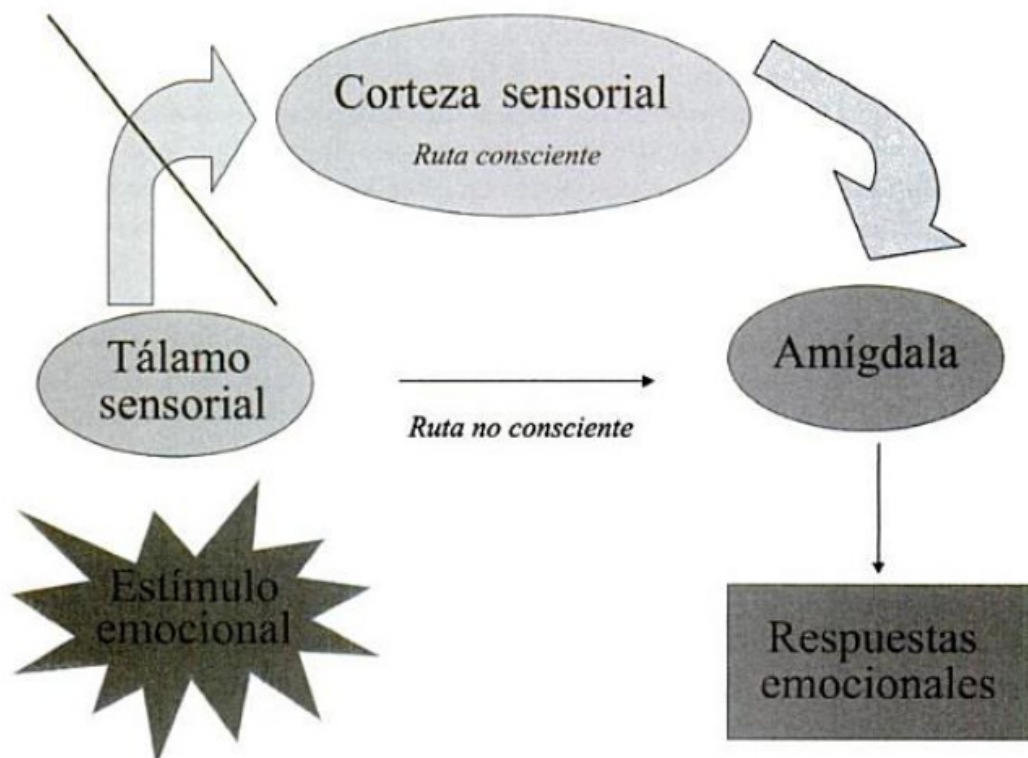 Corteza sensorial
Ruta consciente
Tálamo
sensorial
Amígdala
Ruta no consciente
Estímulo
emocional
Respuestas
emocionales